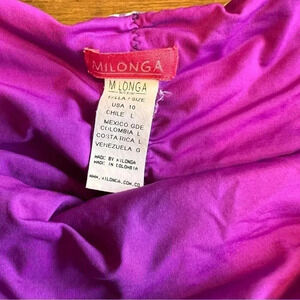 MILONGA
MILONGA
TALLA / SIZE
USA 10
CHILE L
MEXICO GDE
COLOMBIA L
COSTA RICA L
VENEZUELA G
MADE BY MILONGA
MADE IN COLOMBIA
WWW.MILONGA.COM.CO